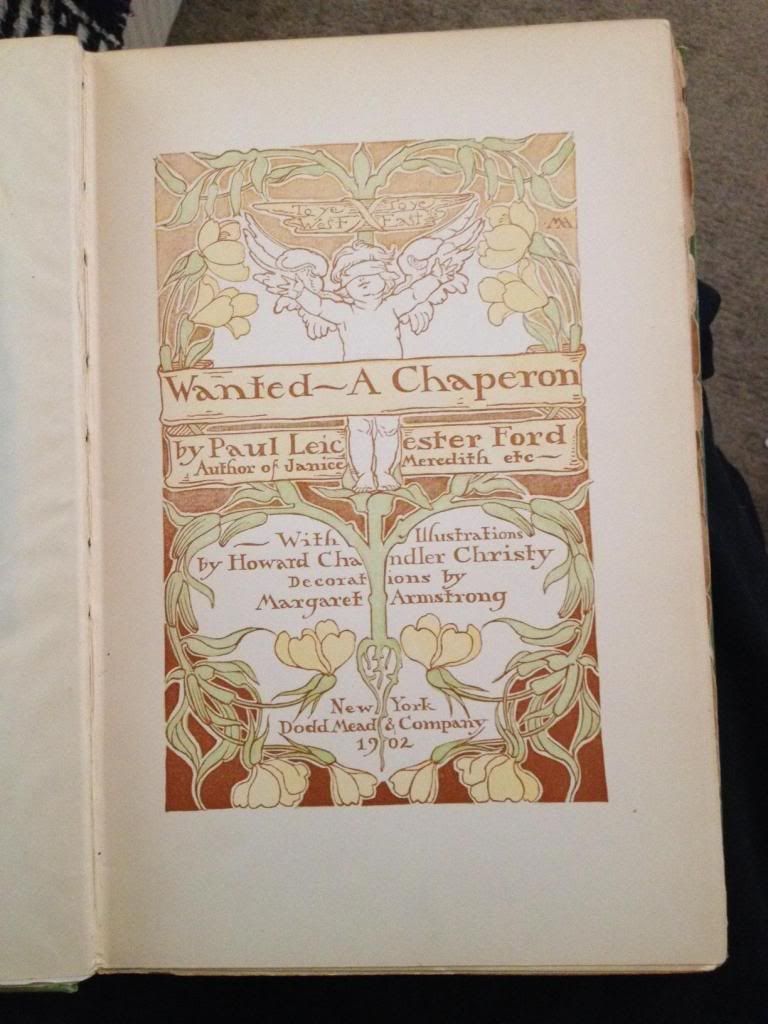 To ye West To ye East
MA
Wanted—A Chaperon
by Paul Leicester Ford
Author of Janice Meredith etc—
— With Illustrations
by Howard Chandler Christy
Decorations by
Margaret Armstrong
New York
Dodd Mead & Company
1902